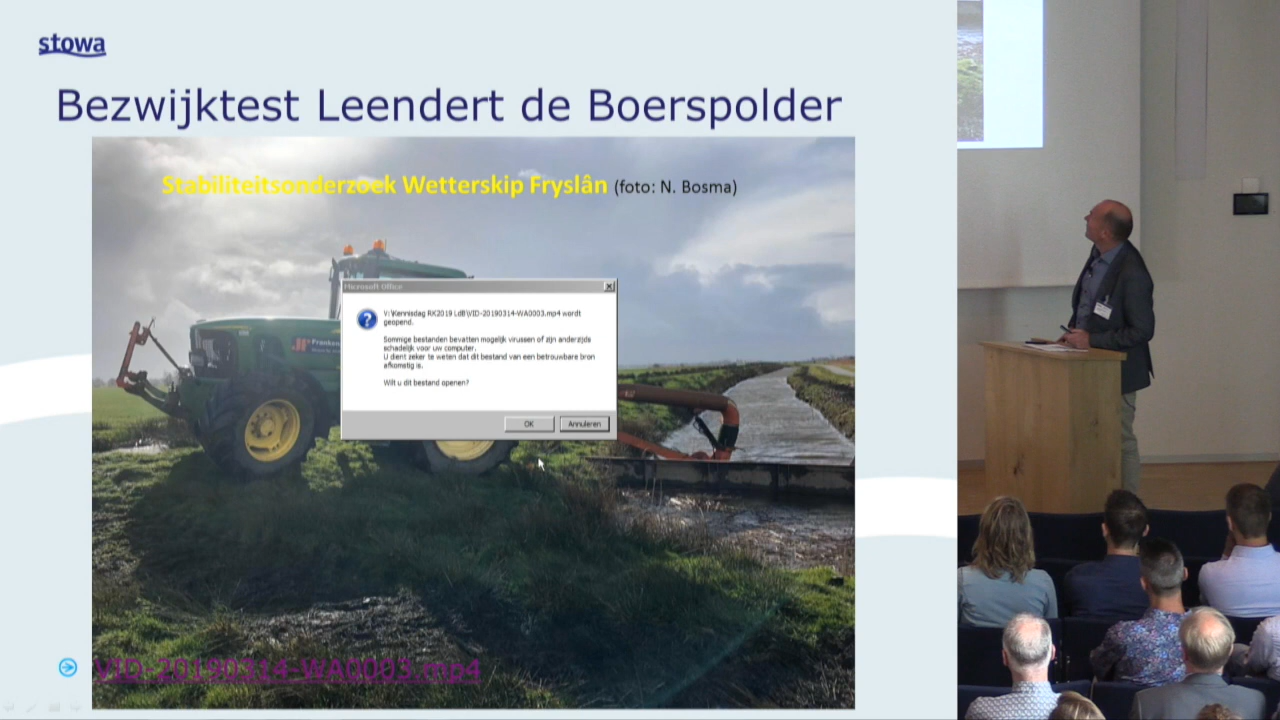 stowa
Bezwijktest Leendert de Boerspolder
Stabiliteitsonderzoek Wetterskip Fryslân (foto: N. Bosma)
Microsoft Office
V:\Kennisdag RK2019 LdB\VID-20190314-WA0003.mp4 wordt
geopend.
Sommige bestanden bevatten mogelijk virussen of zijn anderzijds
schadelijk voor uw computer.
U dient zeker te weten dat dit bestand van een betrouwbare bron
afkomstig is.
Wilt u dit bestand openen?
OK Annuleren
VID-20190314-WA0003.mp4